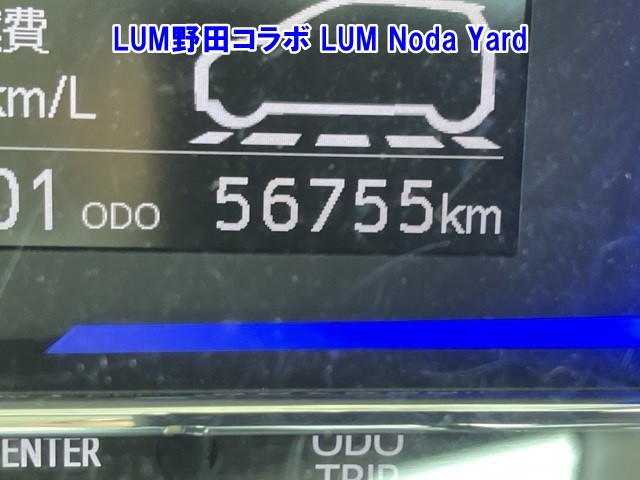 費
LUM野田コラボ LUM Noda Yard
km/L
01 ODO 56755km
ENTER
ODO
TRIP